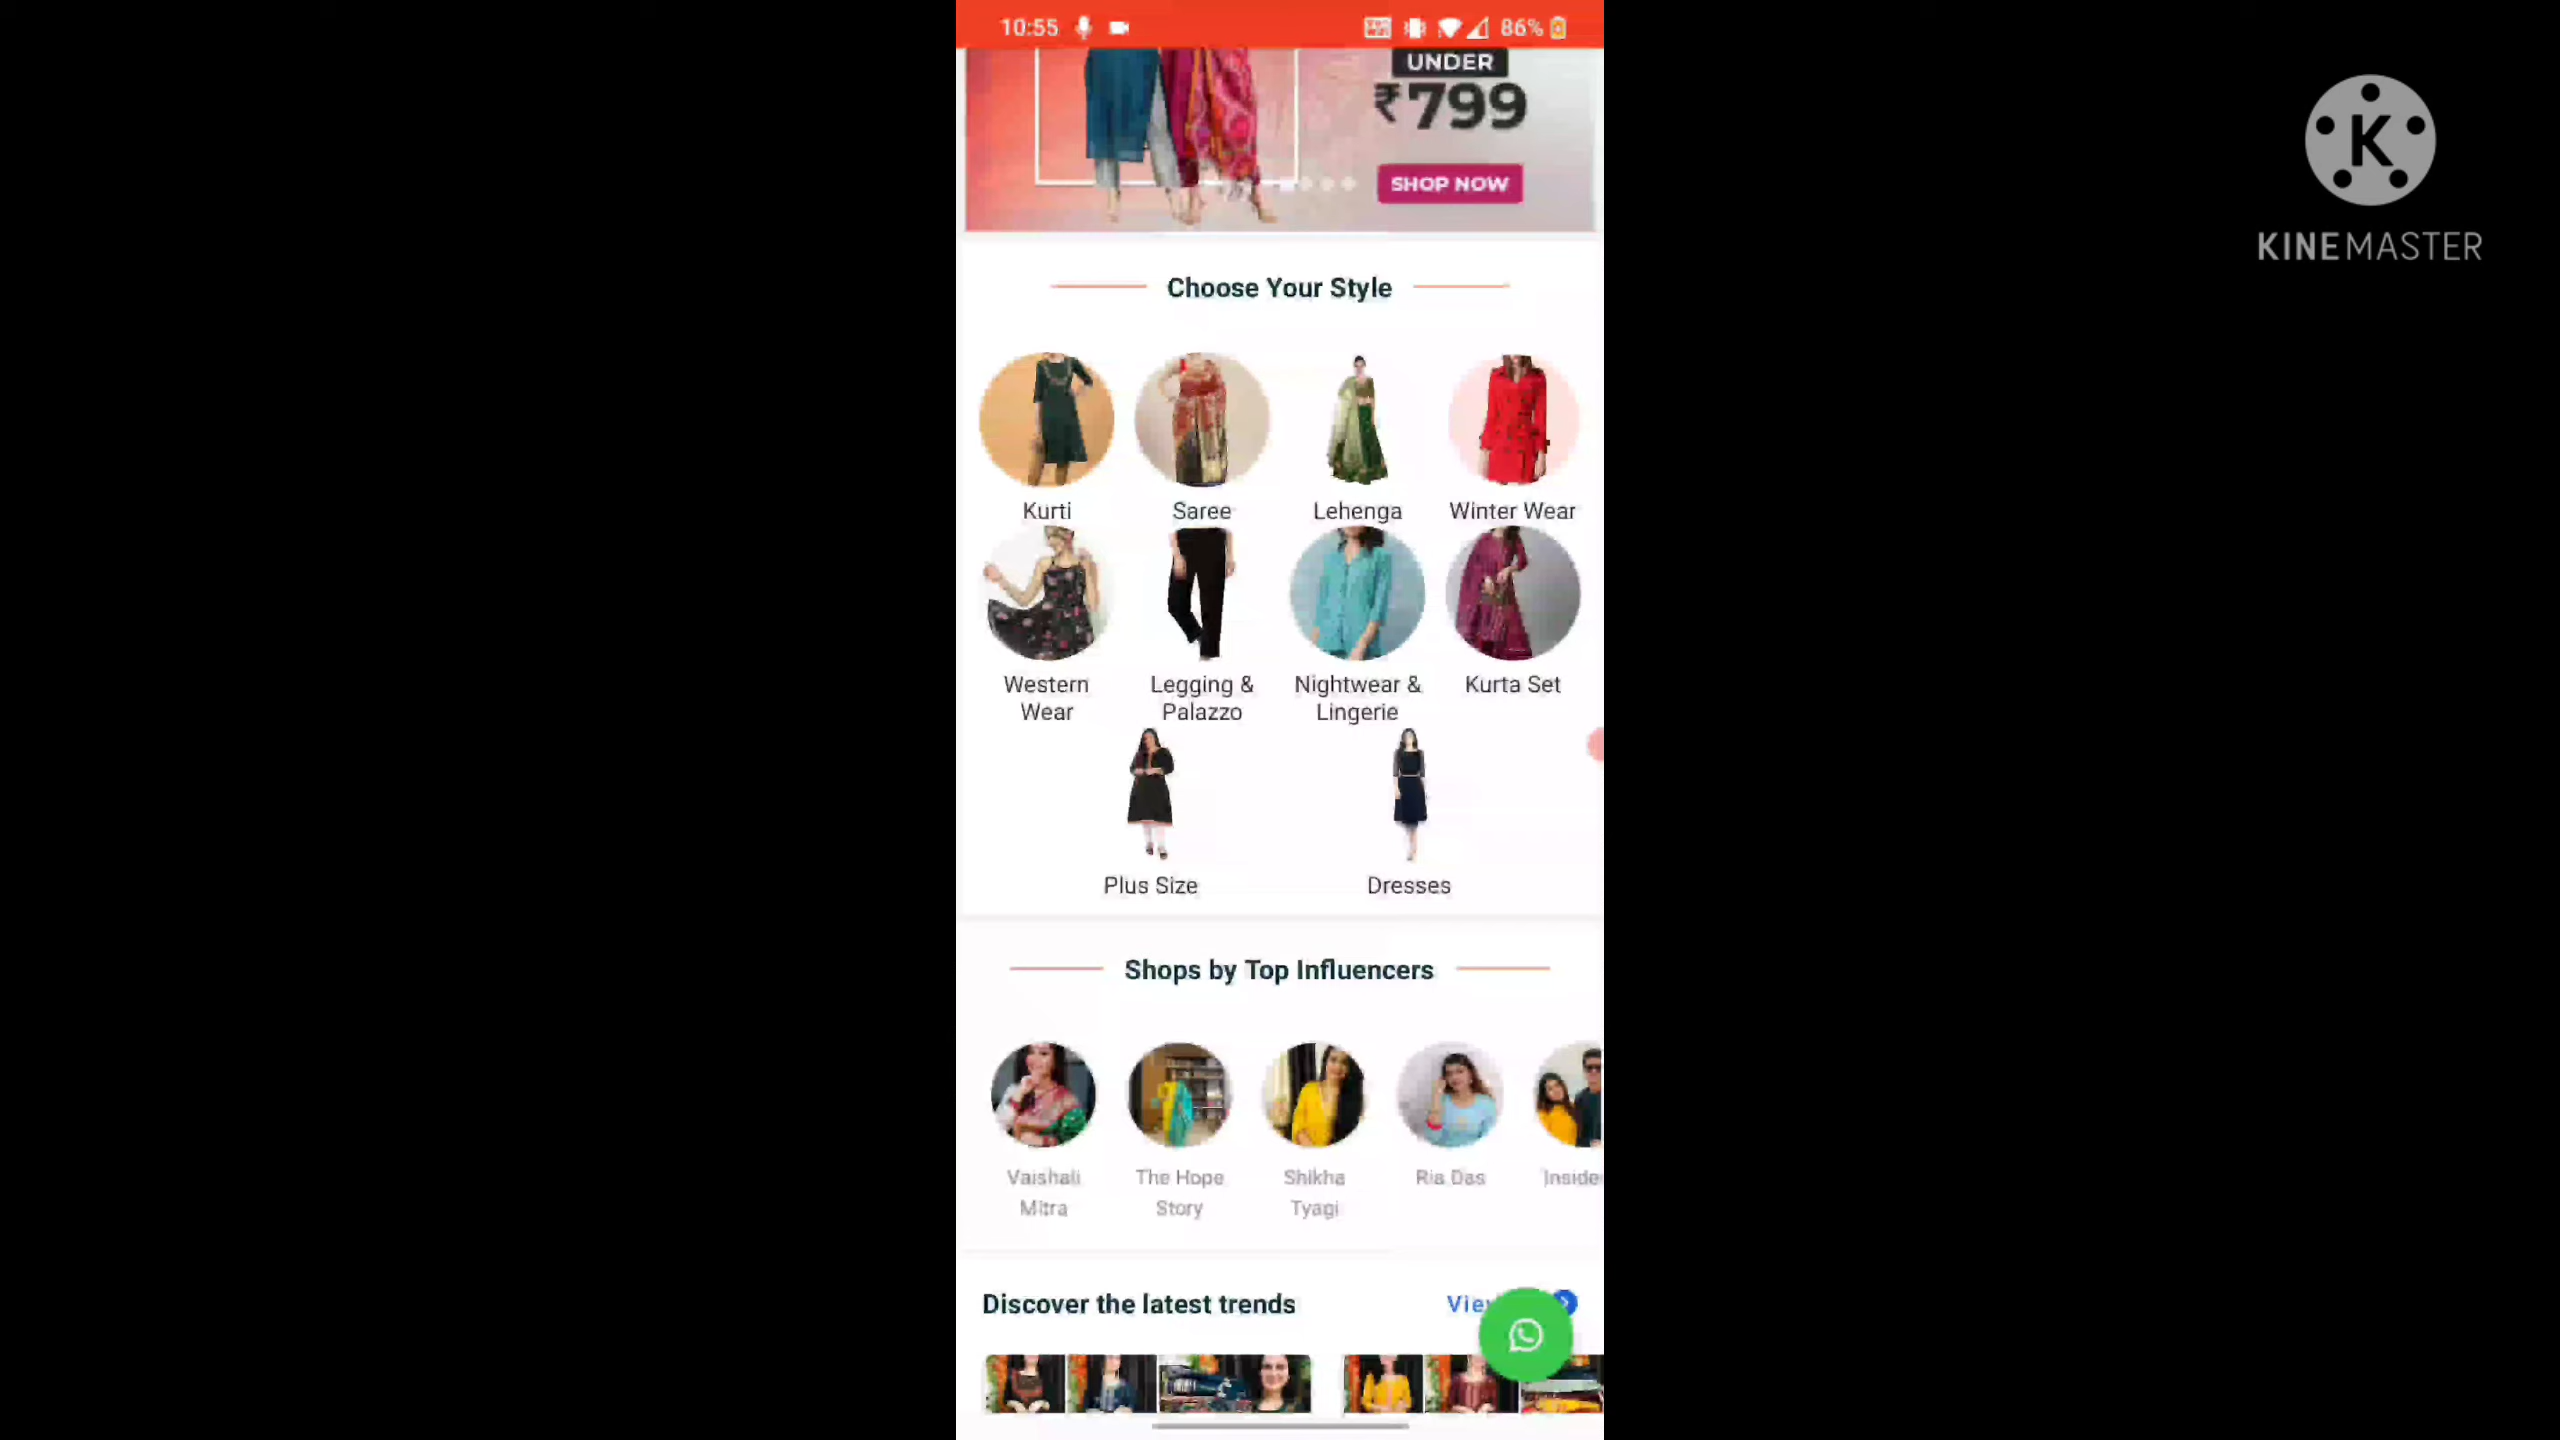 10:55
86%
UNDER
₹799
SHOP NOW
K
KINEMASTER
Choose Your Style
Kurti
Saree
Lehenga
Winter Wear
Western
Wear
Legging &
Palazzo
Nightwear &
Lingerie
Kurta Set
Plus Size
Dresses
Shops by Top Influencers
Vaishali
Mitra
The Hope
Story
Shikha
Tyagi
Ria Das
Inside
Discover the latest trends
View